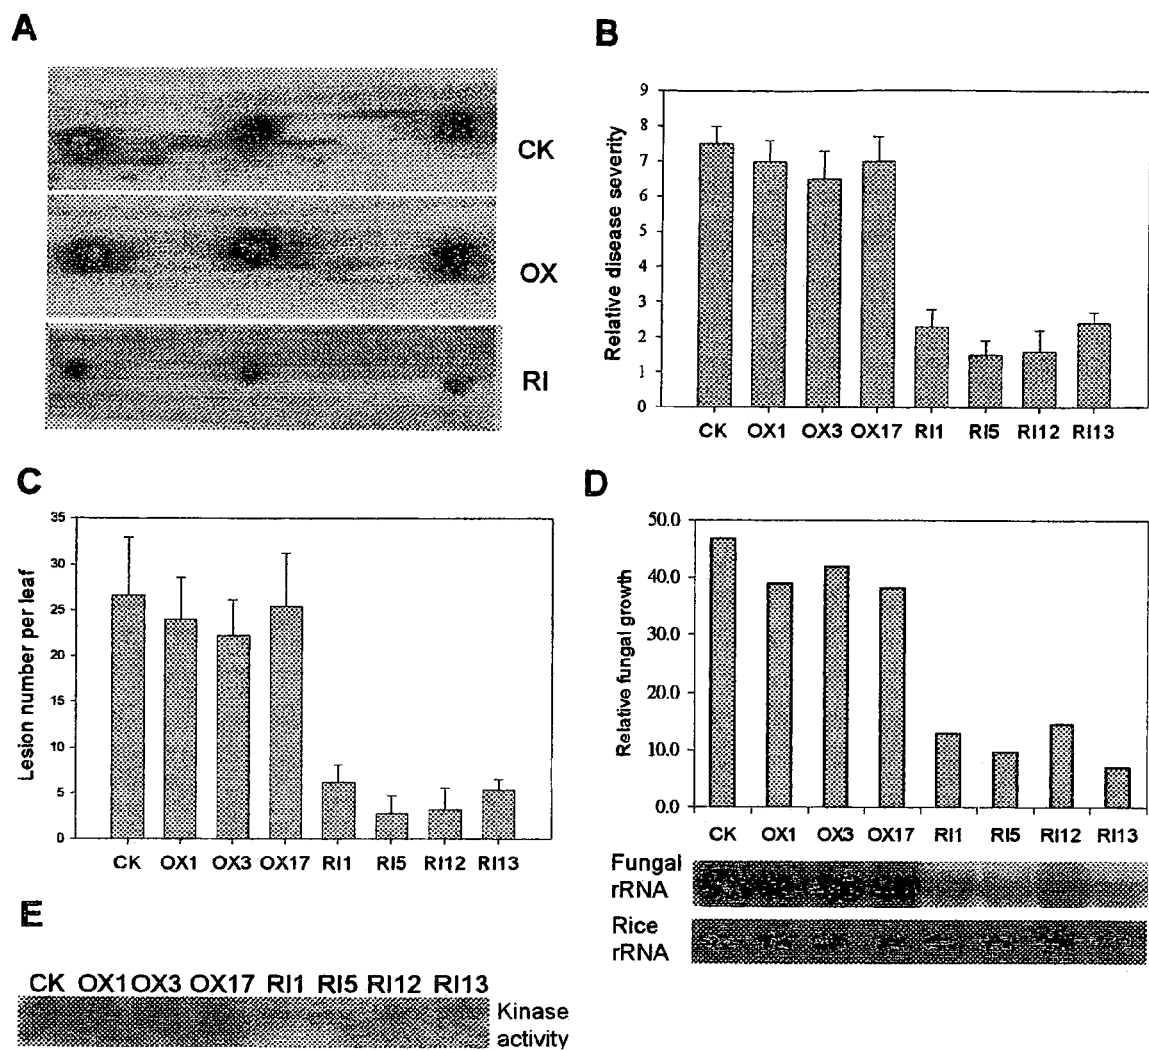 A
CK
OX
RI
B
Relative disease severity
9
8
7
6
5
4
3
2
1
0
CK OX1 OX3 OX17 RI1 RI5 RI12 RI13
C
Lesion number per leaf
35
30
25
20
15
10
5
0
CK OX1 OX3 OX17 RI1 RI5 RI12 RI13
D
Relative fungal growth
50.0
40.0
30.0
20.0
10.0
0.0
CK OX1 OX3 OX17 RI1 RI5 RI12 RI13
Fungal
rRNA
Rice
rRNA
E
CK OX1 OX3 OX17 RI1 RI5 RI12 RI13
Kinase
activity